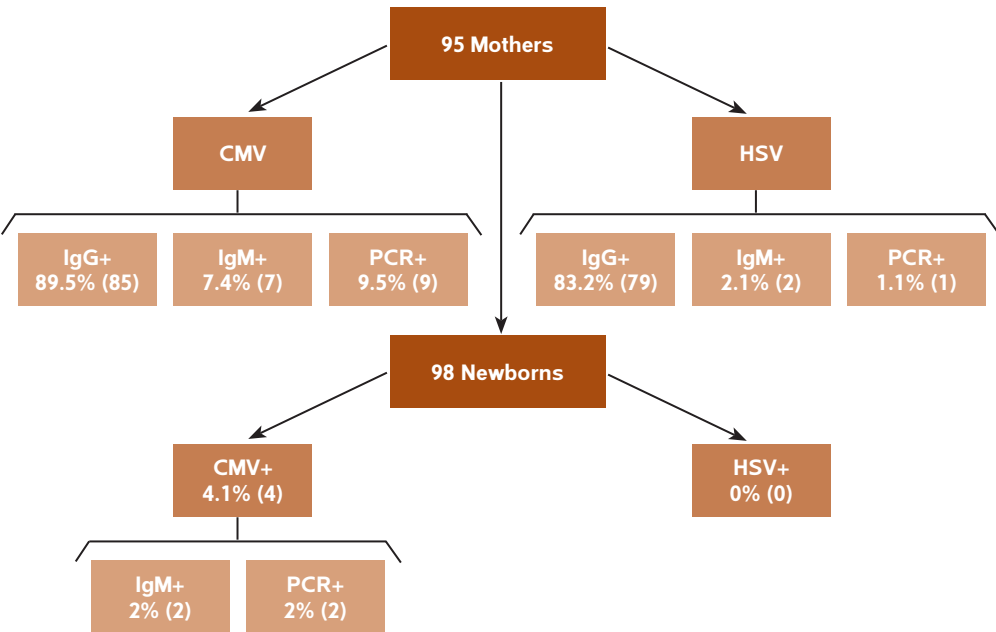 95 Mothers
CMV
HSV
IgG+
89.5% (85)
IgM+
7.4% (7)
PCR+
9.5% (9)
IgG+
83.2% (79)
IgM+
2.1% (2)
PCR+
1.1% (1)
98 Newborns
CMV+
4.1% (4)
HSV+
0% (0)
IgM+
2% (2)
PCR+
2% (2)